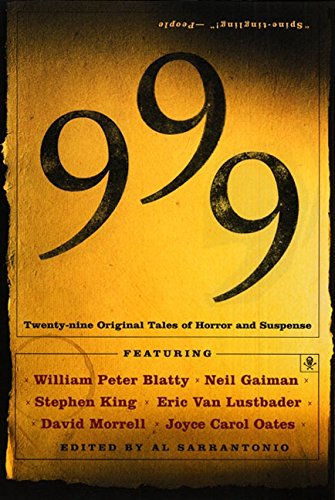 "Spine-tingling!" —People
999
Twenty-nine Original Tales of Horror and Suspense
FEATURING
× William Peter Blatty × Neil Gaiman ×
× Stephen King × Eric Van Lustbader ×
× David Morrell × Joyce Carol Oates ×
EDITED BY AL SARRANTONIO